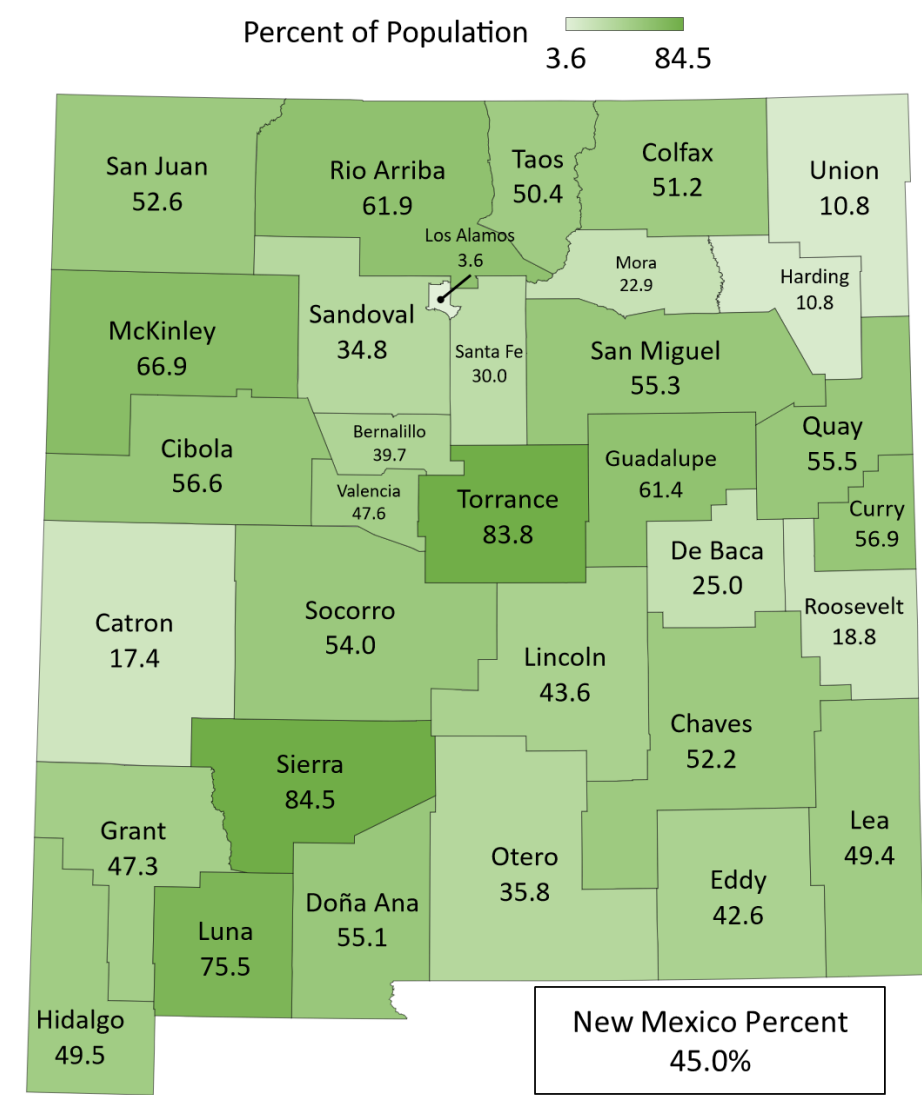 Percent of Population
3.6 84.5
San Juan
52.6
Rio Arriba
61.9
Taos
50.4
Colfax
51.2
Union
10.8
Los Alamos
3.6
Mora
22.9
Harding
10.8
McKinley
66.9
Sandoval
34.8
Santa Fe
30.0
San Miguel
55.3
Quay
55.5
Cibola
56.6
Bernalillo
39.7
Valencia
47.6
Torrance
83.8
Guadalupe
61.4
Curry
56.9
De Baca
25.0
Roosevelt
18.8
Catron
17.4
Socorro
54.0
Lincoln
43.6
Chaves
52.2
Sierra
84.5
Grant
47.3
Otero
35.8
Eddy
42.6
Lea
49.4
Luna
75.5
Doña Ana
55.1
Hidalgo
49.5
New Mexico Percent
45.0%